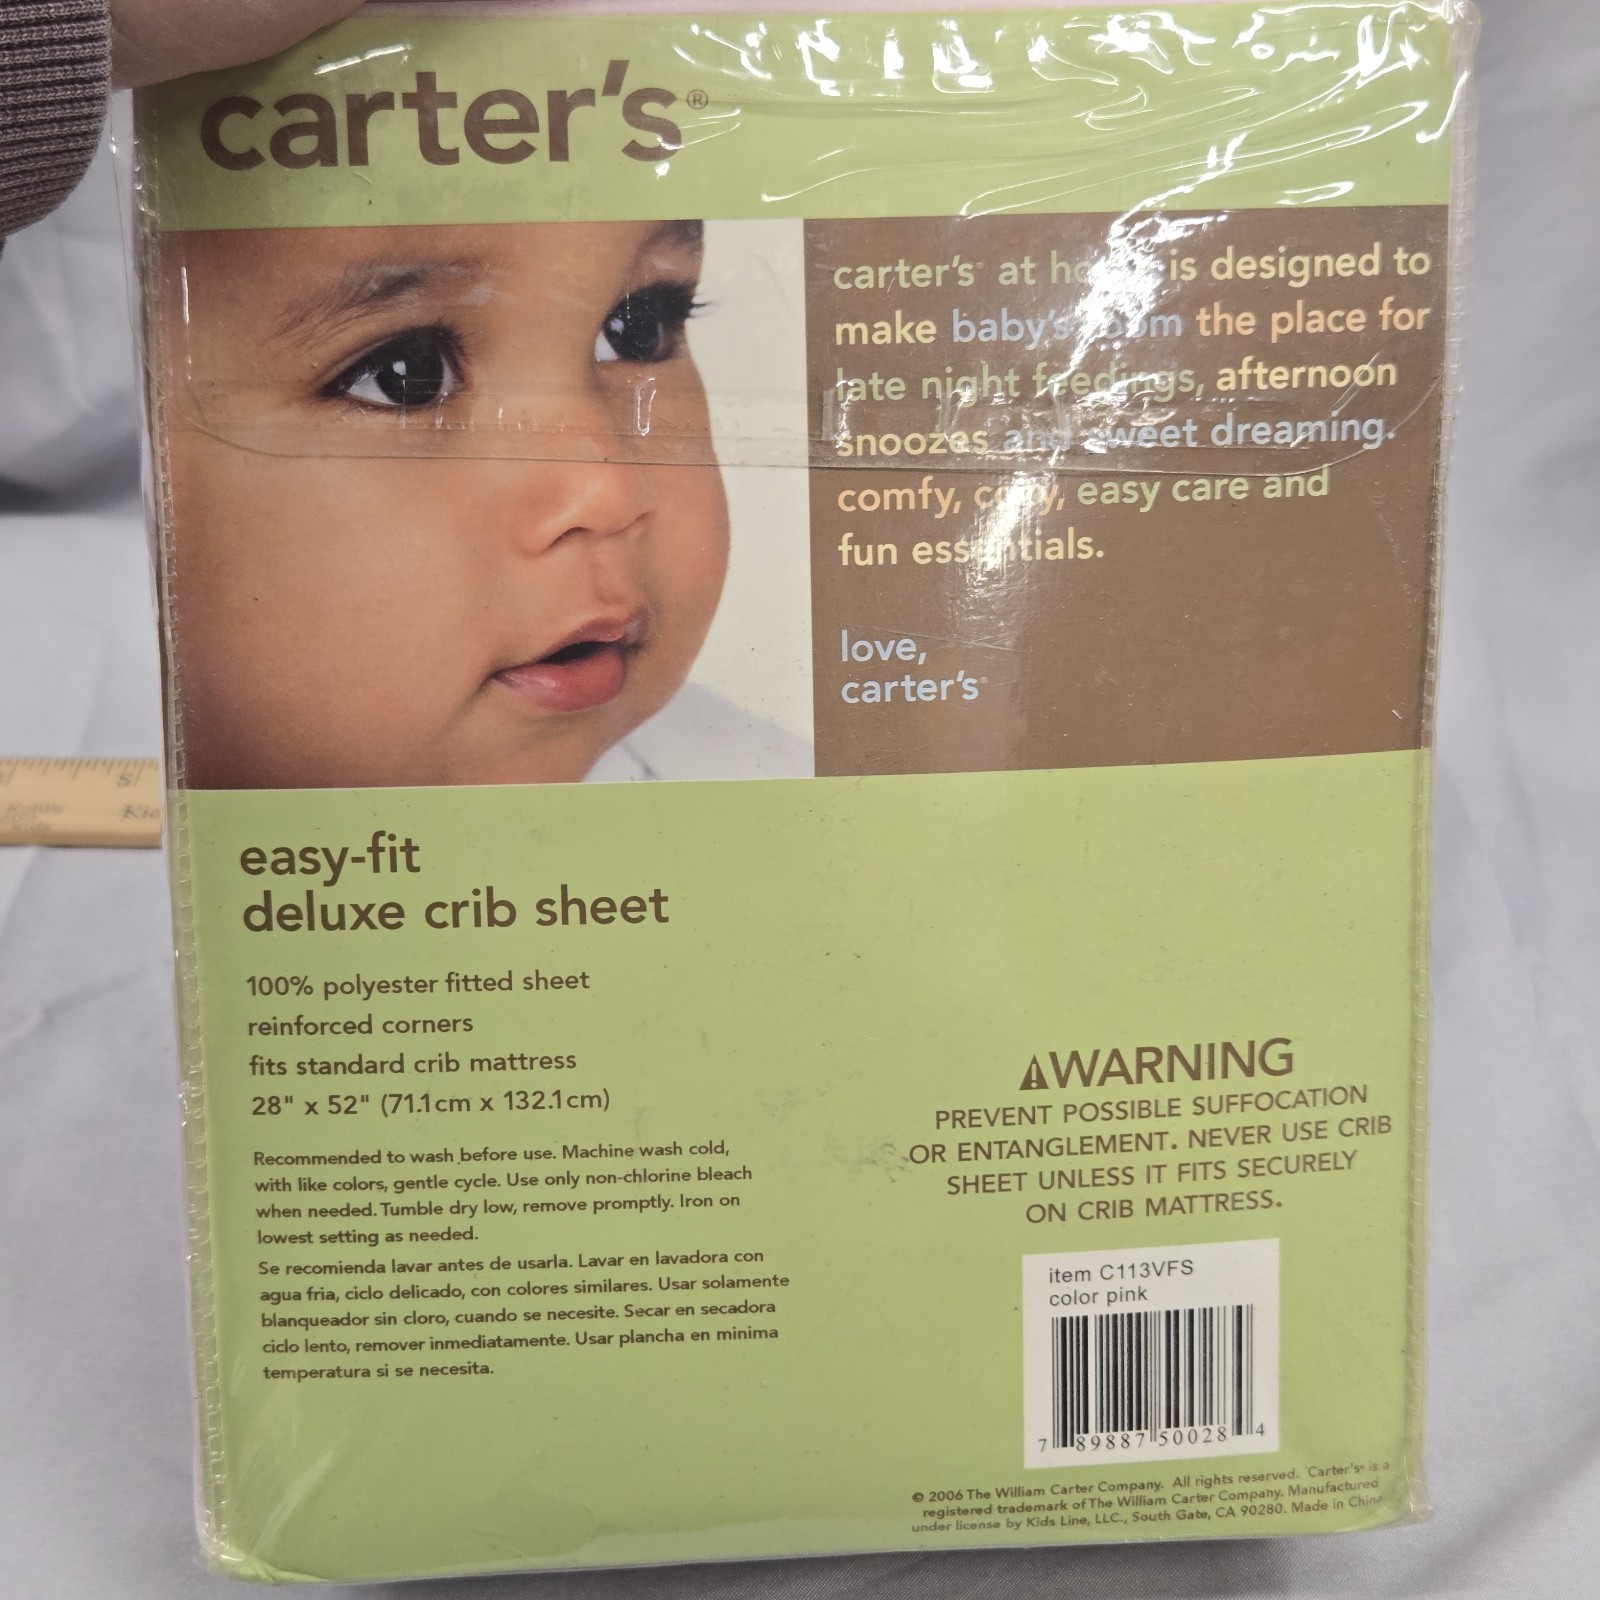 carter's®
carter's at is designed to
make baby's room the place for
late night feedings, afternoon
snoozes and sweet dreaming.
comfy, cozy, easy care and
fun essentials.
love,
carter's
5
Kohl's
Kids
easy-fit
deluxe crib sheet
100% polyester fitted sheet
reinforced corners
fits standard crib mattress
28" x 52" (71.1cm x 132.1cm)
Recommended to wash before use. Machine wash cold,
with like colors, gentle cycle. Use only non-chlorine bleach
when needed. Tumble dry low, remove promptly. Iron on
lowest setting as needed.
Se recomienda lavar antes de usarla. Lavar en lavadora con
agua fria, ciclo delicado, con colores similares. Usar solamente
blanqueador sin cloro, cuando se necesite. Secar en secadora
ciclo lento, remover inmediatamente. Usar plancha en minima
temperatura si se necesita.
⚠WARNING
PREVENT POSSIBLE SUFFOCATION
OR ENTANGLEMENT. NEVER USE CRIB
SHEET UNLESS IT FITS SECURELY
ON CRIB MATTRESS.
item C113VFS
color pink
7 89887 50028 4
© 2006 The William Carter Company. All rights reserved. Carter's® is a
registered trademark of The William Carter Company. Manufactured
under license by Kids Line, LLC., South Gate, CA 90280. Made in China